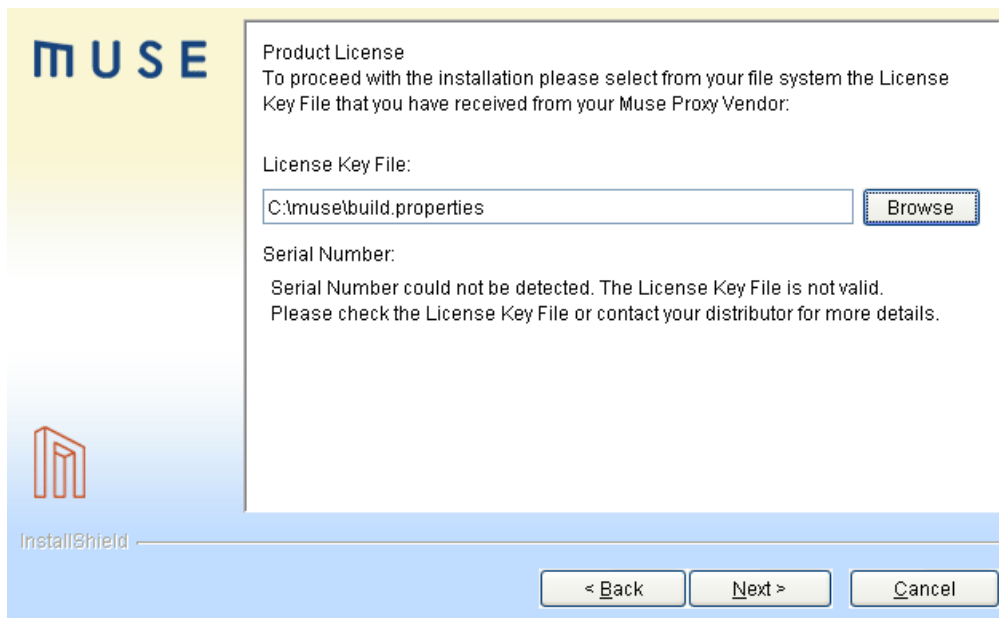 MUSE
Product License
To proceed with the installation please select from your file system the License
Key File that you have received from your Muse Proxy Vendor:
License Key File:
C:\muse\build.properties
Browse
Serial Number:
Serial Number could not be detected. The License Key File is not valid.
Please check the License Key File or contact your distributor for more details.
InstallShield
< Back
Next >
Cancel